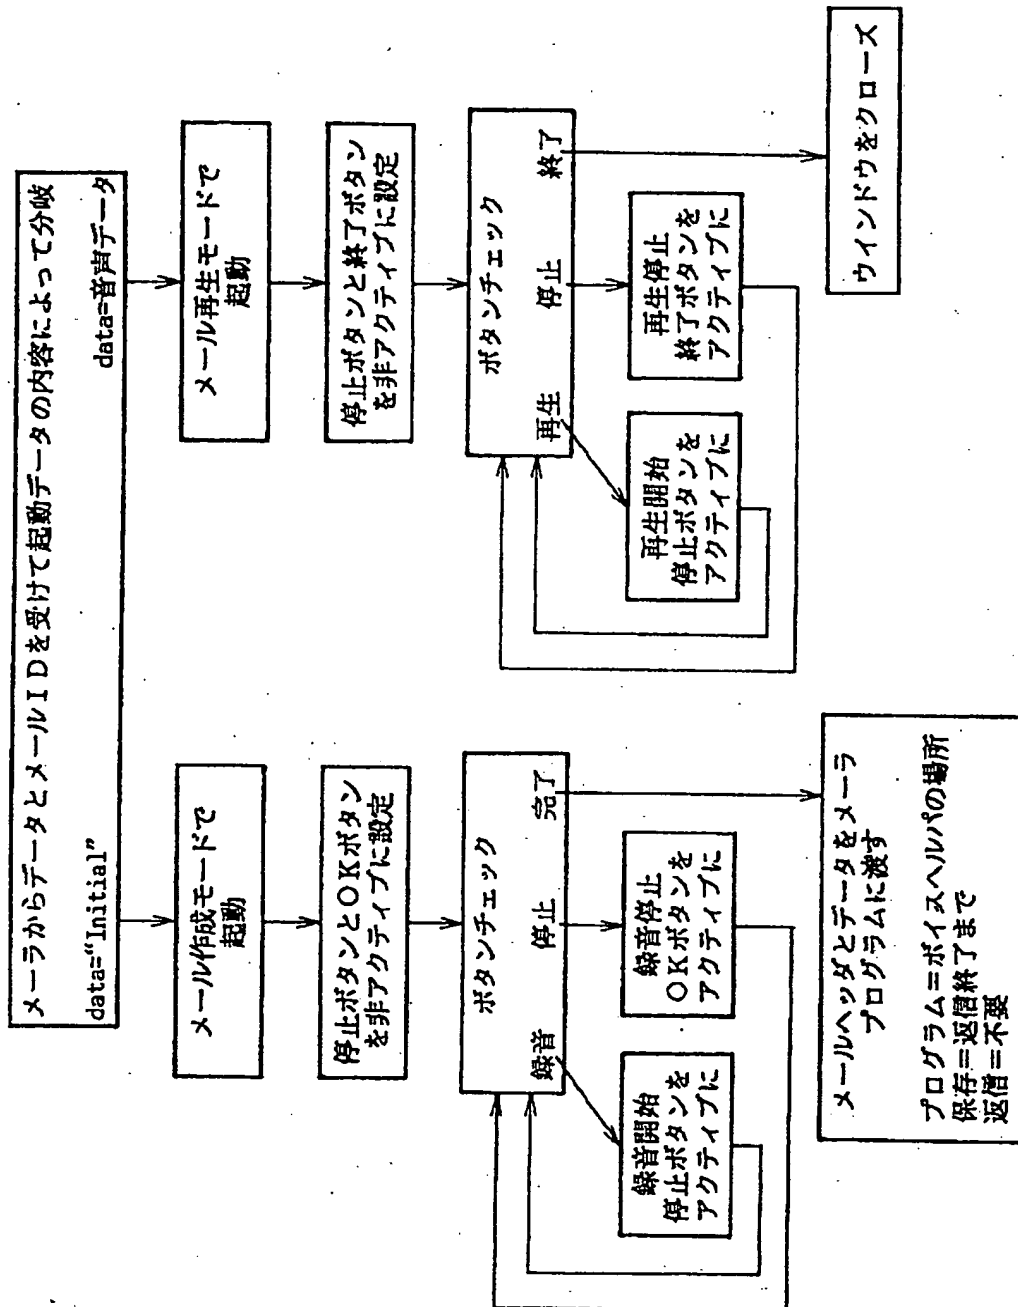 メーラからデータとメールIDを受けて起動データの内容によって分岐
data=“Initial”
data=音声データ
メール作成モードで
起動
停止ボタンとOKボタン
を非アクティブに設定
ボタンチェック
録音
停止
完了
録音開始
停止ボタンを
アクティブに
録音停止
OKボタンを
アクティブに
メールヘッダとデータをメーラ
プログラムに渡す
プログラム=ボイスヘルパの場所
保存=返信終了まで
返信=不要
メール再生モードで
起動
停止ボタンと終了ボタン
を非アクティブに設定
ボタンチェック
再生
停止
終了
再生開始
停止ボタンを
アクティブに
再生停止
終了ボタンを
アクティブに
ウインドウをクローズ